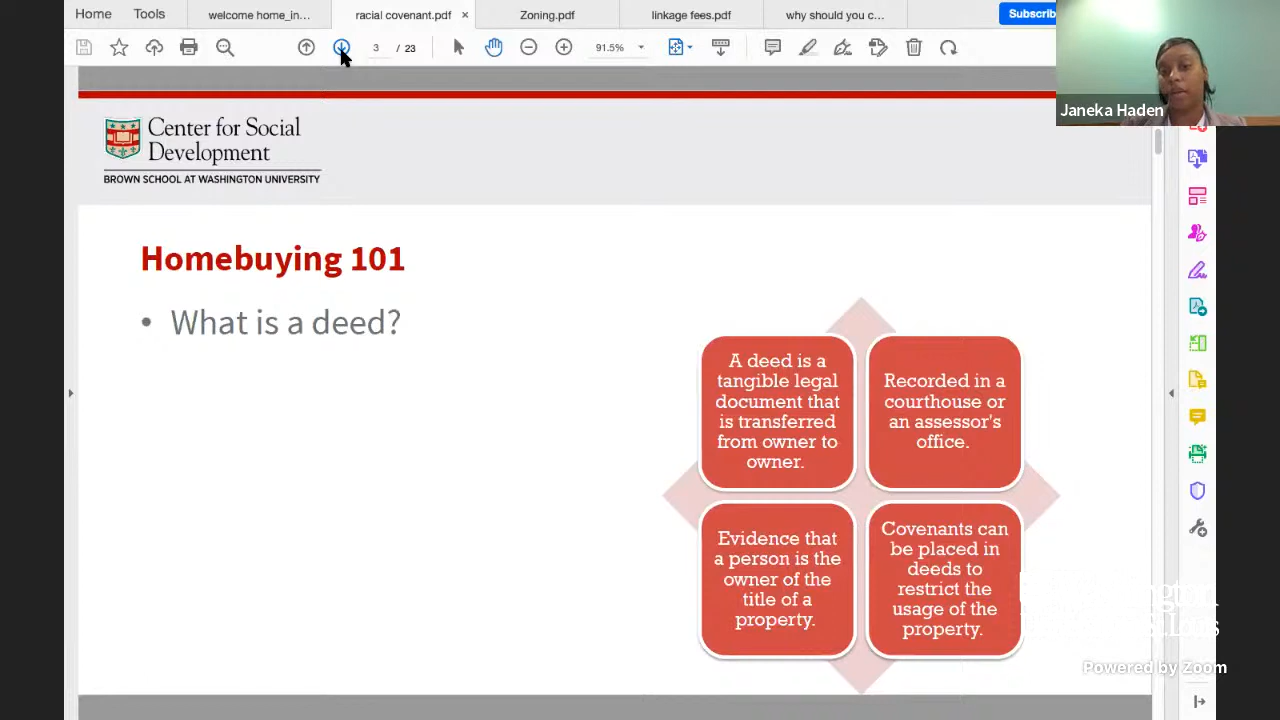 Home Tools welcome home_in... racial covenant.pdf × Zoning.pdf linkage fees.pdf why should you c... Subscrib
3 / 23 91.5%
Janeka Haden
Center for Social
Development
BROWN SCHOOL AT WASHINGTON UNIVERSITY
Homebuying 101
• What is a deed?
A deed is a
tangible legal
document that
is transferred
from owner to
owner.
Recorded in a
courthouse or
an assessor's
office.
Evidence that
a person is the
owner of the
title of a
property.
Covenants can
be placed in
deeds to
restrict the
usage of the
property.
Powered by Zoom